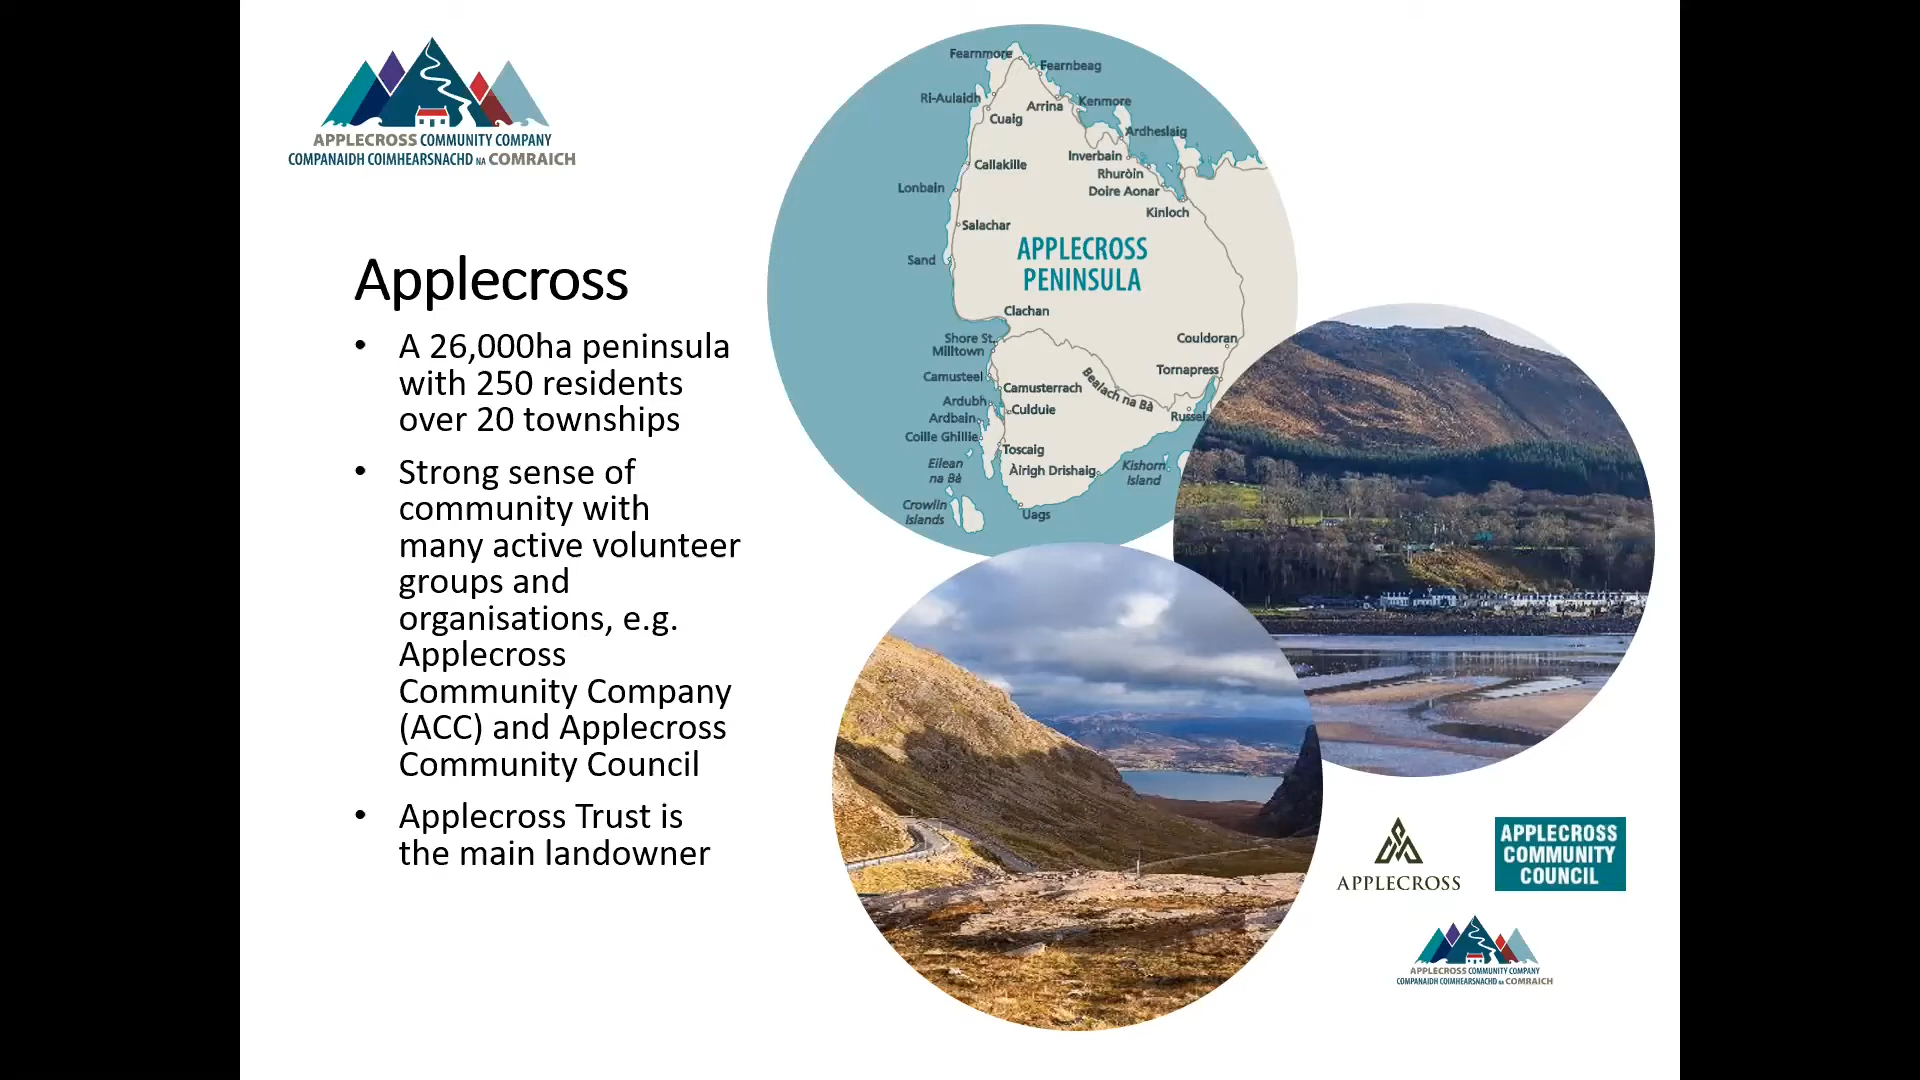 APPLECROSS COMMUNITY COMPANY
COMPANAIDH COIMHEARSNACHD NA COMRAICH
Applecross
• A 26,000ha peninsula
with 250 residents
over 20 townships
• Strong sense of
community with
many active volunteer
groups and
organisations, e.g.
Applecross
Community Company
(ACC) and Applecross
Community Council
• Applecross Trust is
the main landowner
Fearnmore
Fearnbeag
Ri-Aulaidh
Arrina
Kenmore
Cuaig
Ardheslaig
Inverbain
Callakille
Rhuròin
Lonbain
Doire Aonar
Kinloch
Salachar
APPLECROSS
PENINSULA
Sand
Clachan
Shore St.
Milltown
Couldoran
Camusteel
Tornapress
Camusterrach
Bealach na Bà
Ardubh
Culduie
Ardbain
Russel
Coille Ghillie
Toscaig
Eilean
na Bà
Àirigh Drishaig
Kishorn
Island
Crowlin
Islands
Uags
APPLECROSS
APPLECROSS
COMMUNITY
COUNCIL
APPLECROSS COMMUNITY COMPANY
COMPANAIDH COIMHEARSNACHD NA COMRAICH